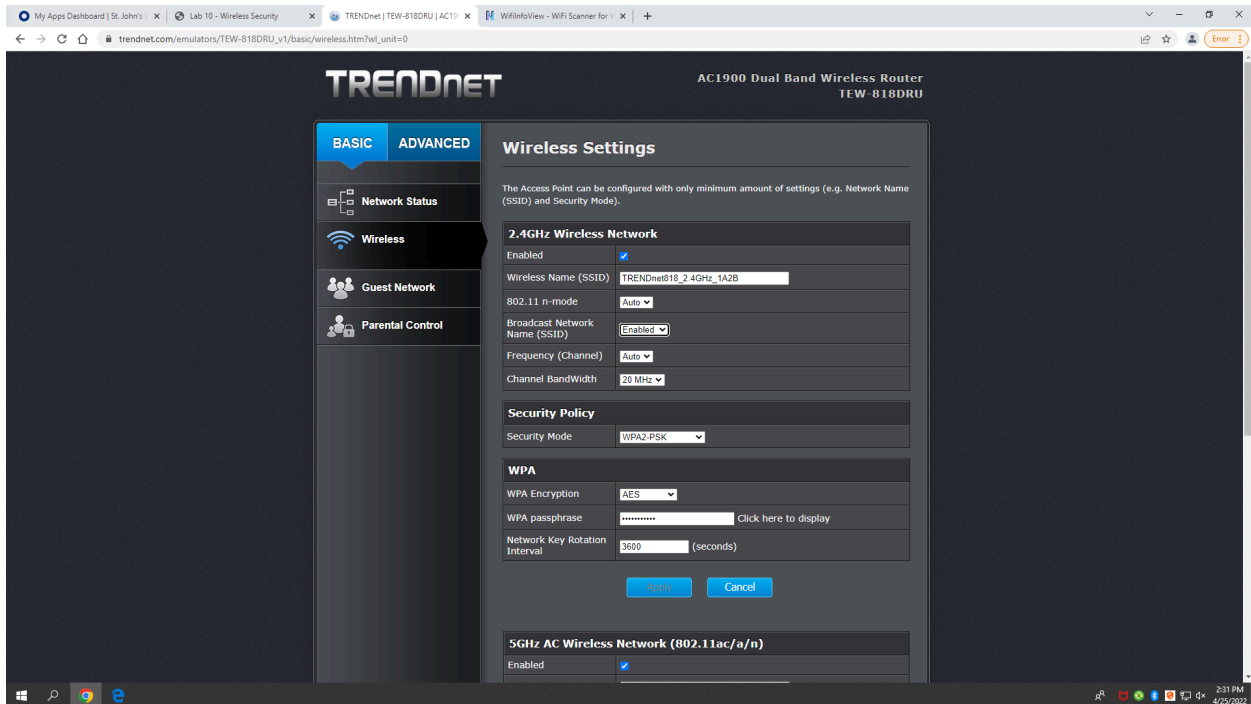 My Apps Dashboard | St. John's
Lab 10 - Wireless Security
TRENDnet | TEW-818DRU | AC19
WifiInfoView - WiFi Scanner for
trendnet.com/emulators/TEW-818DRU_v1/basic/wireless.htm?wl_unit=0
Error
TRENDNET
AC1900 Dual Band Wireless Router
TEW-818DRU
BASIC
ADVANCED
Network Status
Wireless
Guest Network
Parental Control
Wireless Settings
The Access Point can be configured with only minimum amount of settings (e.g. Network Name
(SSID) and Security Mode).
2.4GHz Wireless Network
Enabled
Wireless Name (SSID) TRENDnet818_2.4GHz_1A2B
802.11 n-mode Auto
Broadcast Network
Name (SSID) Enabled
Frequency (Channel) Auto
Channel BandWidth 20 MHz
Security Policy
Security Mode WPA2-PSK
WPA
WPA Encryption AES
WPA passphrase ••••••••••• Click here to display
Network Key Rotation
Interval 3600 (seconds)
Apply Cancel
5GHz AC Wireless Network (802.11ac/a/n)
Enabled
2:31 PM
4/25/2022